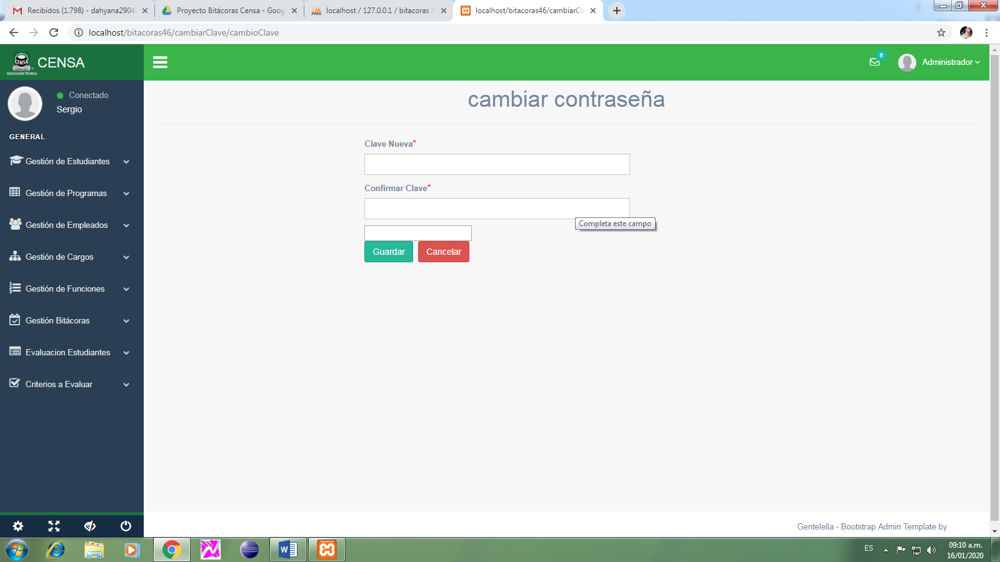 Recibidos (1.798) - dahyana2904
Proyecto Bitácoras Censa - Goog
localhost / 127.0.0.1 / bitacoras /
localhost/bitacoras46/cambiarCla
localhost/bitacoras46/cambiarClave/cambioClave
CENSA
EDUCACIÓN TÉCNICA
CENSA
6
Administrador
Conectado
Sergio
GENERAL
Gestión de Estudiantes
Gestión de Programas
Gestión de Empleados
Gestión de Cargos
Gestión de Funciones
Gestión Bitácoras
Evaluacion Estudiantes
Criterios a Evaluar
cambiar contraseña
Clave Nueva*
Confirmar Clave*
Completa este campo
Guardar
Cancelar
Gentelella - Bootstrap Admin Template by
ES
09:10 a.m.
16/01/2020